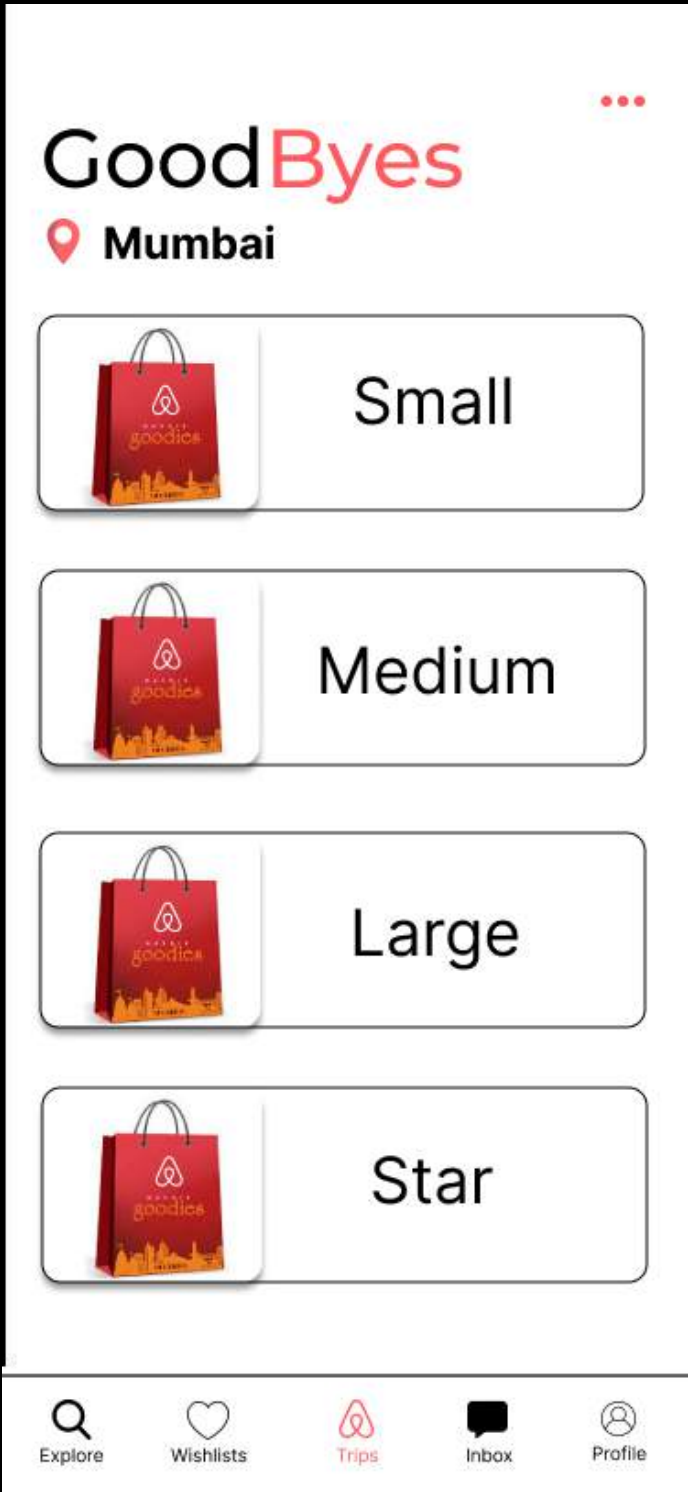 GoodByes
Mumbai
goodies
Small
goodies
Medium
goodies
Large
goodies
Star
Explore
Wishlists
Trips
Inbox
Profile